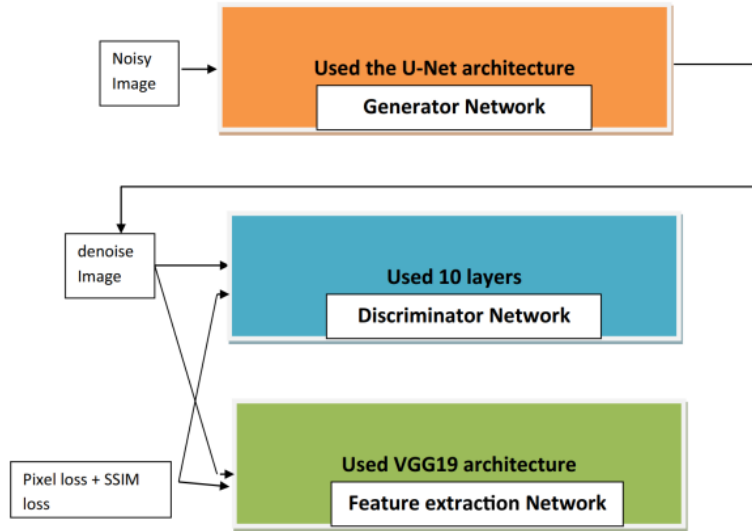 Noisy
Image
Used the U-Net architecture
Generator Network
denoise
Image
Used 10 layers
Discriminator Network
Pixel loss + SSIM
loss
Used VGG19 architecture
Feature extraction Network